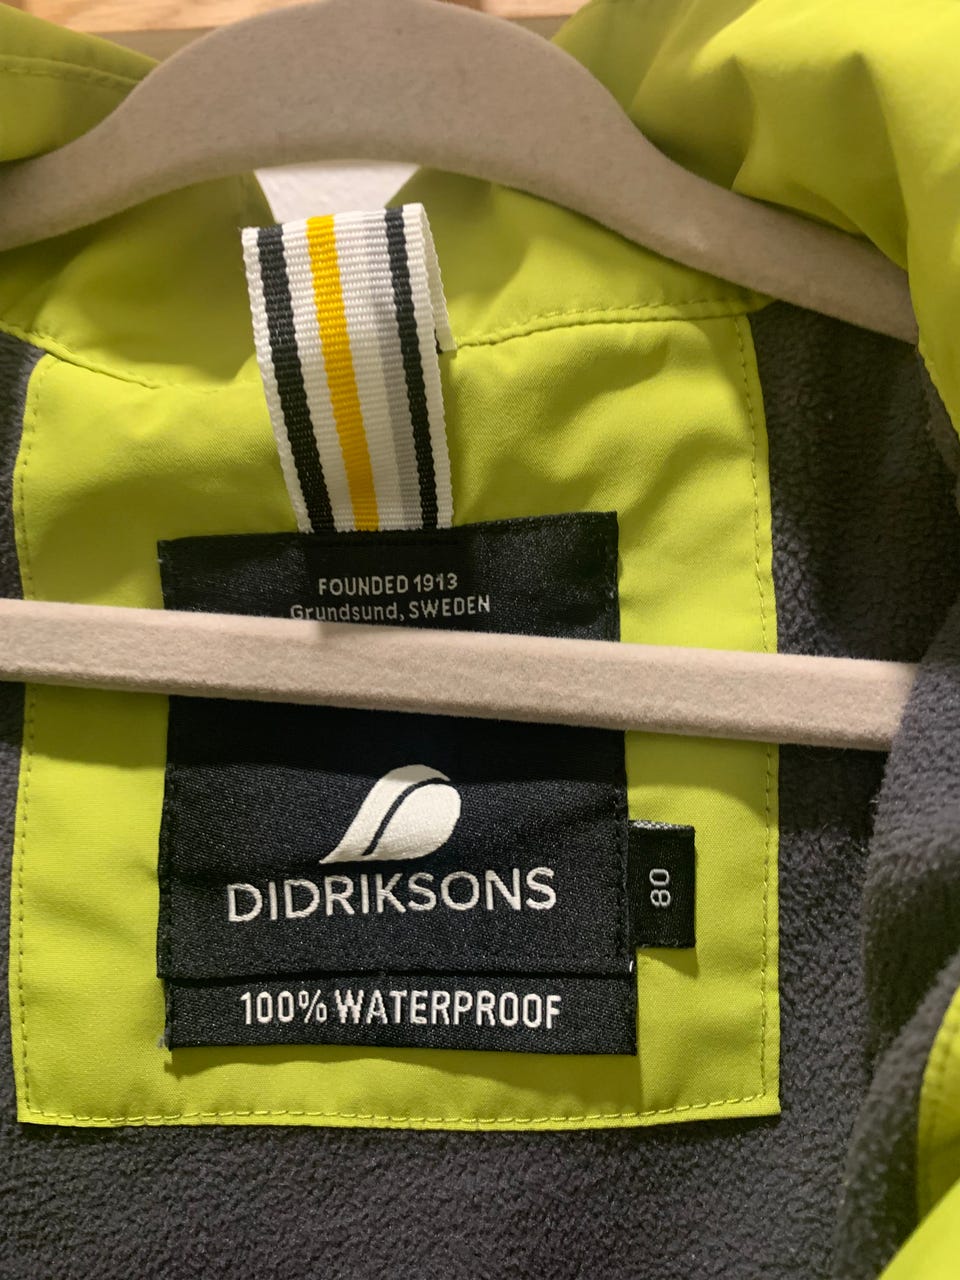 FOUNDED 1913
Grundsund, SWEDEN
DIDRIKSONS
80
100% WATERPROOF